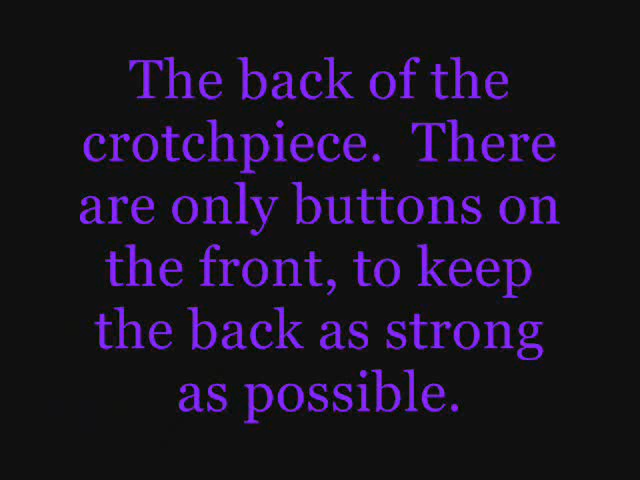 The back of the
crotchpiece.  There
are only buttons on
the front, to keep
the back as strong
as possible.